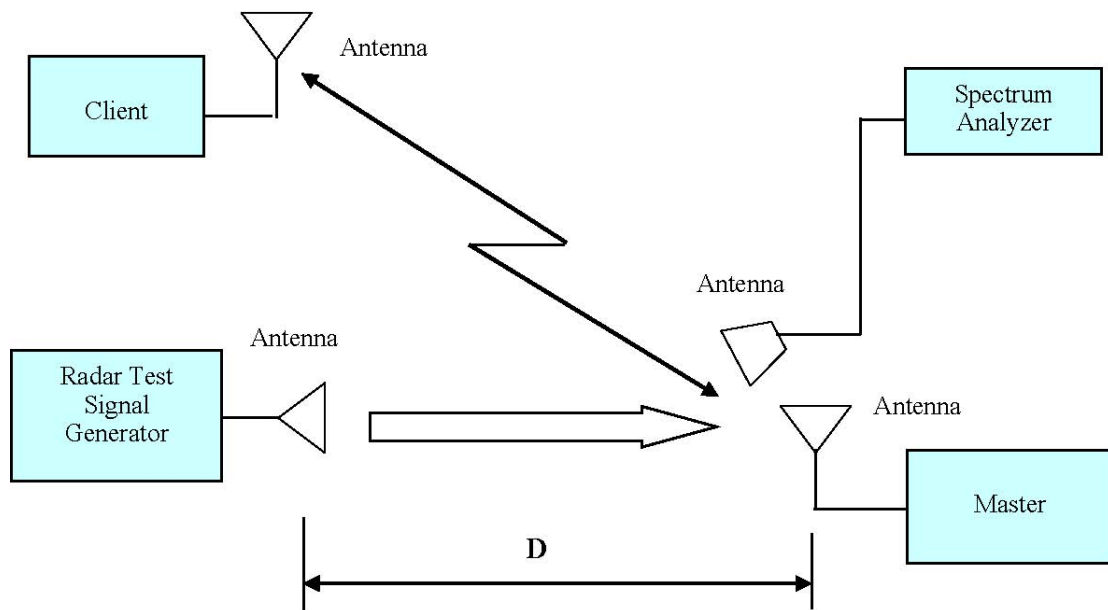 Antenna
Client
Spectrum
Analyzer
Antenna
Antenna
Radar Test
Signal
Generator
Antenna
Master
D